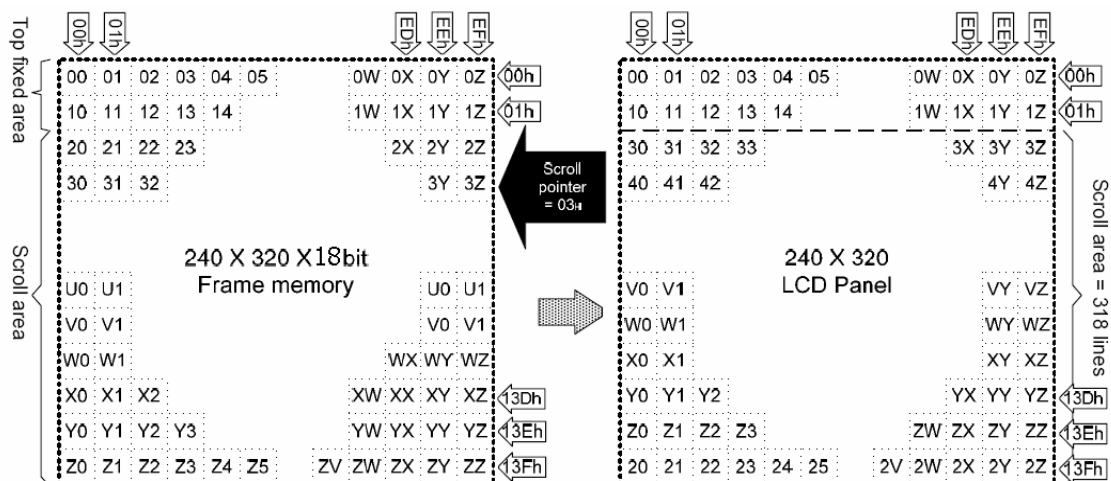 00h 01h EDh EEh EFh 00h 01h EDh EEh EFh
Top fixed area
Scroll area
00 01 02 03 04 05 0W 0X 0Y 0Z 00h 00 01 02 03 04 05 0W 0X 0Y 0Z 00h
10 11 12 13 14 1W 1X 1Y 1Z 01h 10 11 12 13 14 1W 1X 1Y 1Z 01h
20 21 22 23 2X 2Y 2Z 30 31 32 33 3X 3Y 3Z
30 31 32 3Y 3Z 40 41 42 4Y 4Z
Scroll
pointer
= 03H
240 X 320 X18bit
Frame memory
240 X 320
LCD Panel
U0 U1 U0 U1 V0 V1 VY VZ
V0 V1 V0 V1 W0 W1 WY WZ
W0 W1 WX WY WZ X0 X1 XY XZ
X0 X1 X2 XW XX XY XZ 13Dh Y0 Y1 Y2 YX YY YZ 13Dh
Y0 Y1 Y2 Y3 YW YX YY YZ 13Eh Z0 Z1 Z2 Z3 ZW ZX ZY ZZ 13Eh
Z0 Z1 Z2 Z3 Z4 Z5 ZV ZW ZX ZY ZZ 13Fh 20 21 22 23 24 25 2V 2W 2X 2Y 2Z 13Fh
Scroll area = 318 lines